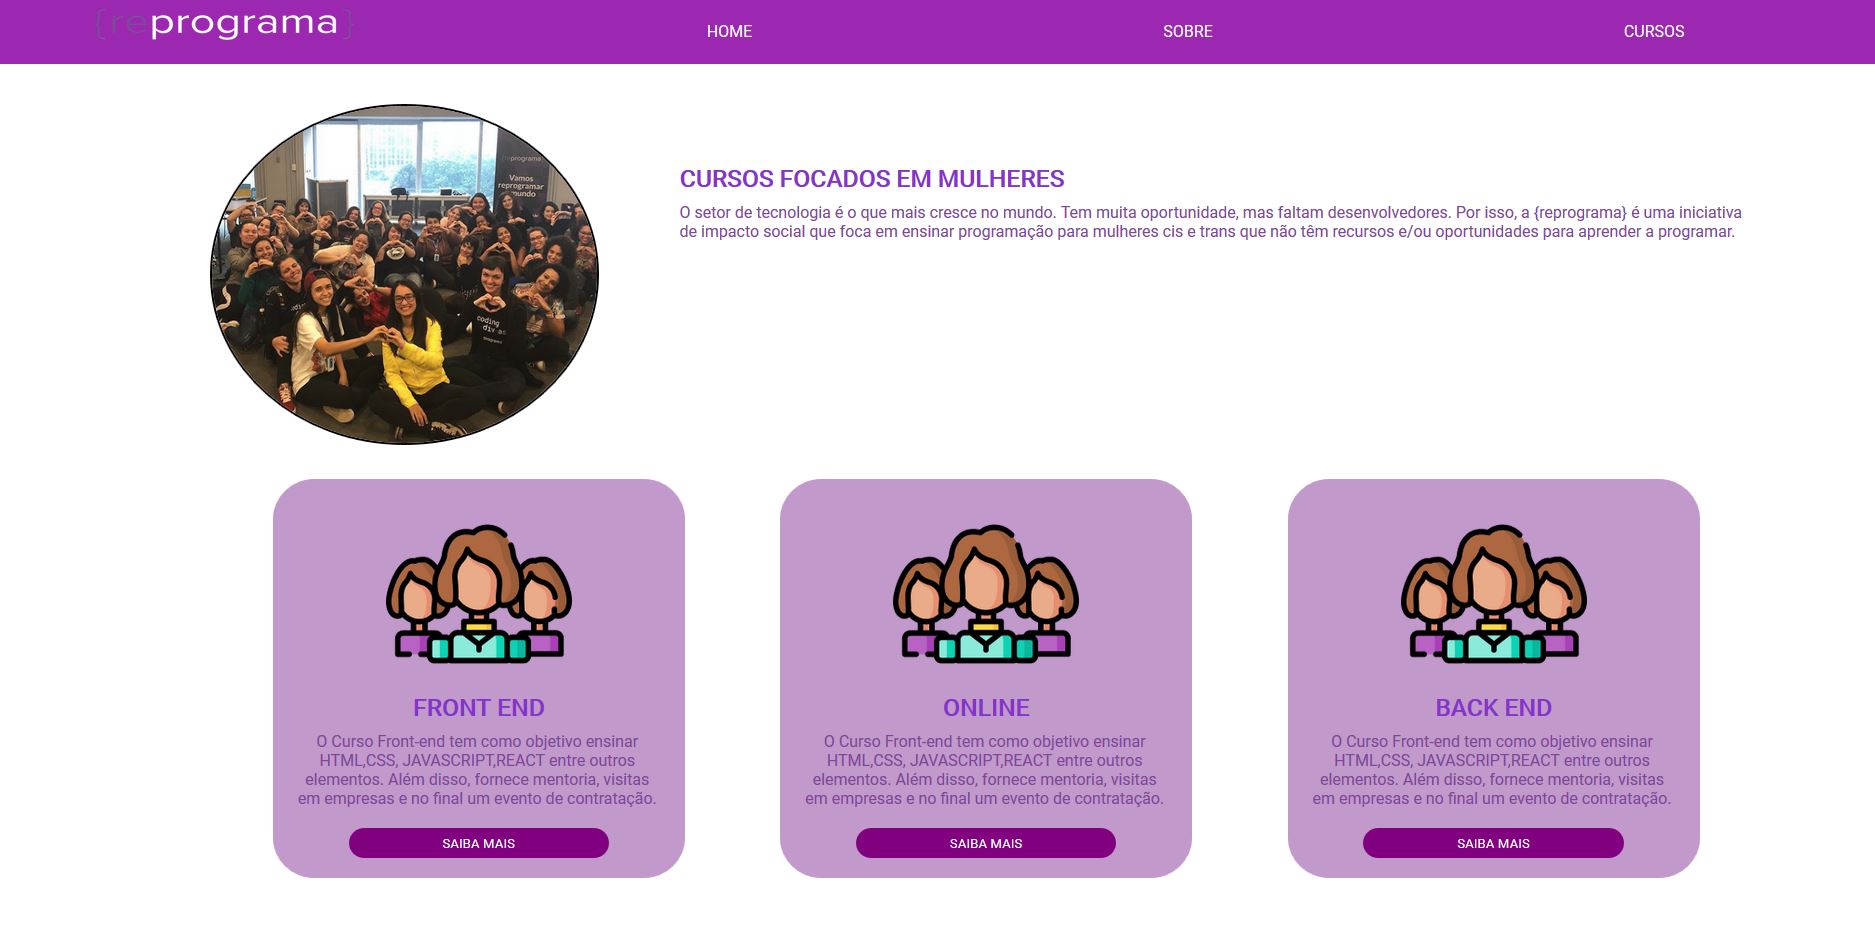 {reprograma}
HOME
SOBRE
CURSOS
reprograma
Vamos
reprogramar
mundo
coding
CURSOS FOCADOS EM MULHERES
O setor de tecnologia é o que mais cresce no mundo. Tem muita oportunidade, mas faltam desenvolvedores. Por isso, a {reprograma} é uma iniciativa
de impacto social que foca em ensinar programação para mulheres cis e trans que não têm recursos e/ou oportunidades para aprender a programar.
FRONT END
O Curso Front-end tem como objetivo ensinar
HTML,CSS, JAVASCRIPT,REACT entre outros
elementos. Além disso, fornece mentoria, visitas
em empresas e no final um evento de contratação.
SAIBA MAIS
ONLINE
O Curso Front-end tem como objetivo ensinar
HTML,CSS, JAVASCRIPT,REACT entre outros
elementos. Além disso, fornece mentoria, visitas
em empresas e no final um evento de contratação.
SAIBA MAIS
BACK END
O Curso Front-end tem como objetivo ensinar
HTML,CSS, JAVASCRIPT,REACT entre outros
elementos. Além disso, fornece mentoria, visitas
em empresas e no final um evento de contratação.
SAIBA MAIS